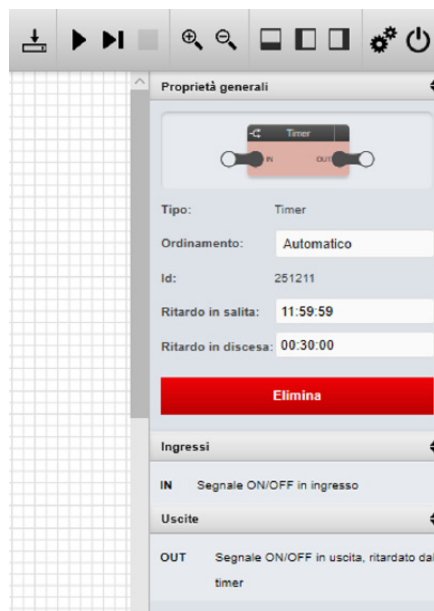 Proprietà generali
Timer
IN OUT
Tipo: Timer
Ordinamento: Automatico
Id: 251211
Ritardo in salita: 11:59:59
Ritardo in discesa: 00:30:00
Elimina
Ingressi
IN Segnale ON/OFF in ingresso
Uscite
OUT Segnale ON/OFF in uscita, ritardato dal
timer